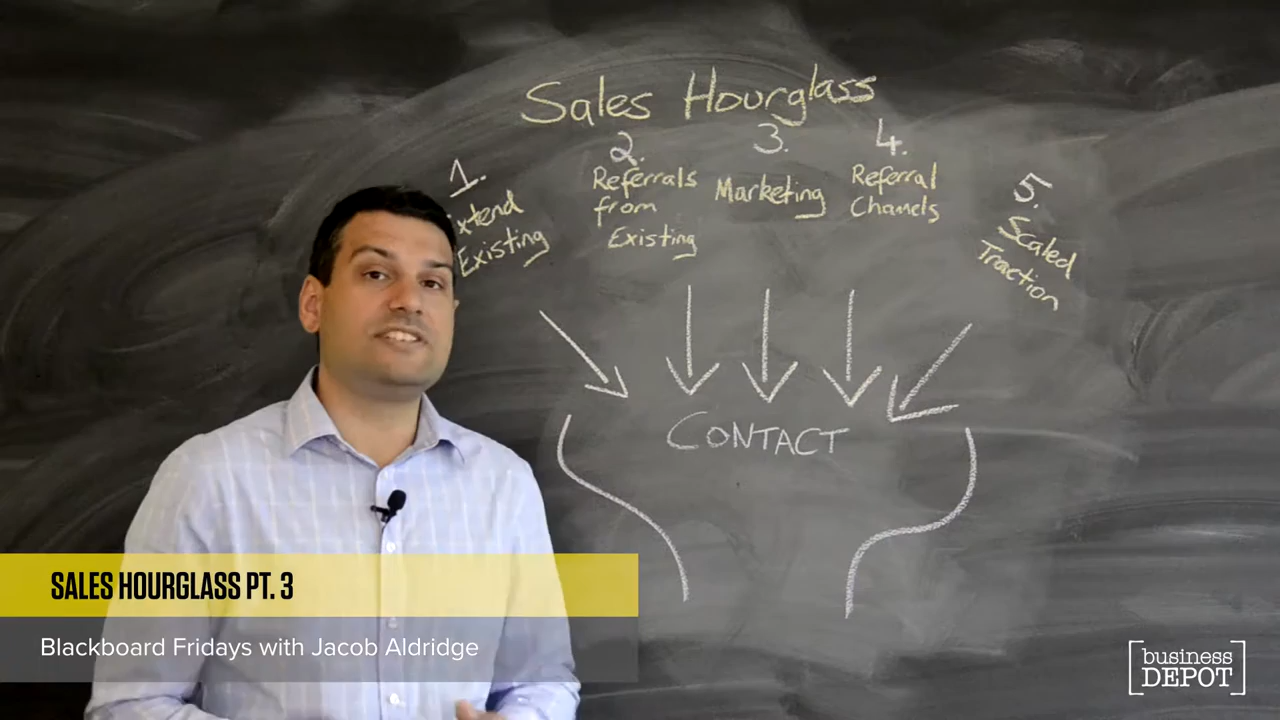 Sales Hourglass
1.
xtend
Existing
2.
Referrals
from
Existing
3.
Marketing
4.
Referral
Channels
5.
Scaled
Traction
CONTACT
SALES HOURGLASS PT. 3
Blackboard Fridays with Jacob Aldridge
business
DEPOT